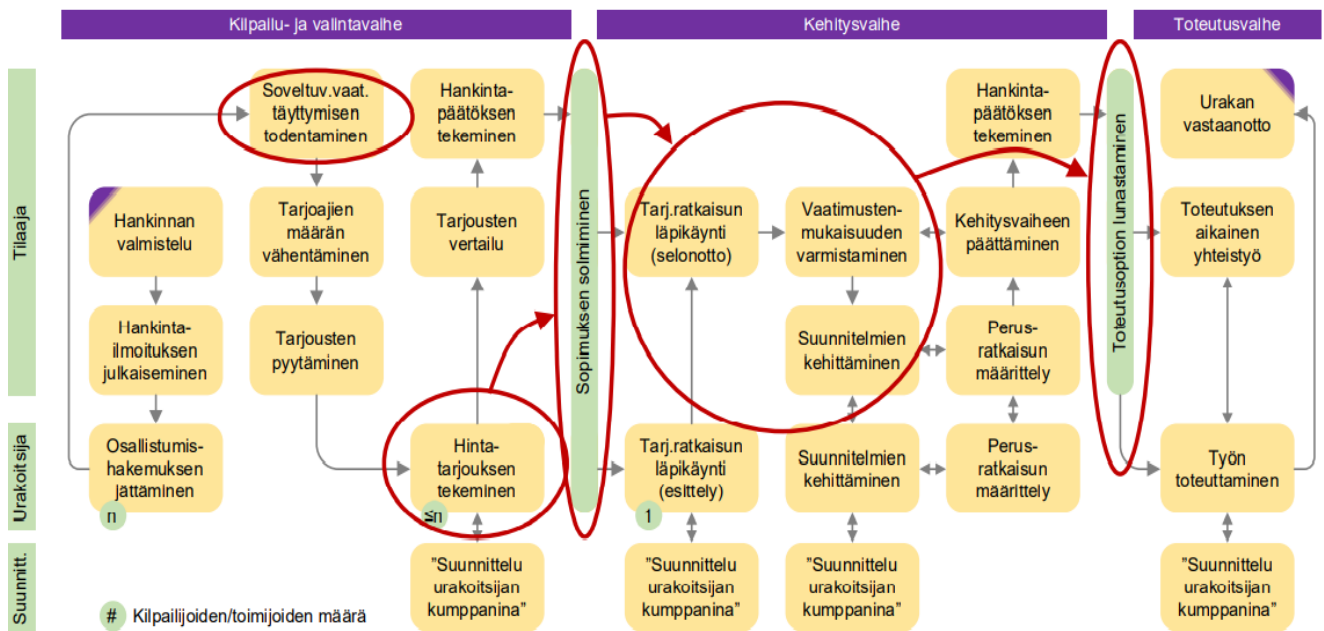 Kilpailu- ja valintavaihe
Kehitysvaihe
Toteutusvaihe
Tilaaja
Urakoitsija
Suunnitt.
Soveltuv.vaat.
täyttymisen
todentaminen
Hankinta-
päätöksen
tekeminen
Hankinnan
valmistelu
Tarjoajien
määrän
vähentäminen
Tarjousten
vertailu
Hankinta-
ilmoituksen
julkaiseminen
Tarjousten
pyytäminen
Osallistumis-
hakemuksen
jättäminen
n
Hinta-
tarjouksen
tekeminen
≤n
"Suunnittelu
urakoitsijan
kumppanina"
Sopimuksen solmiminen
Hankinta-
päätöksen
tekeminen
Tarj.ratkaisun
läpikäynti
(selonotto)
Vaatimusten-
mukaisuuden
varmistaminen
Kehitysvaiheen
päättäminen
Suunnitelmien
kehittäminen
Perus-
ratkaisun
määrittely
Tarj.ratkaisun
läpikäynti
(esittely)
1
Suunnitelmien
kehittäminen
Perus-
ratkaisun
määrittely
"Suunnittelu
urakoitsijan
kumppanina"
"Suunnittelu
urakoitsijan
kumppanina"
Toteutusoption lunastaminen
Urakan
vastaanotto
Toteutuksen
aikainen
yhteistyö
Työn
toteuttaminen
"Suunnittelu
urakoitsijan
kumppanina"
# Kilpailijoiden/toimijoiden määrä